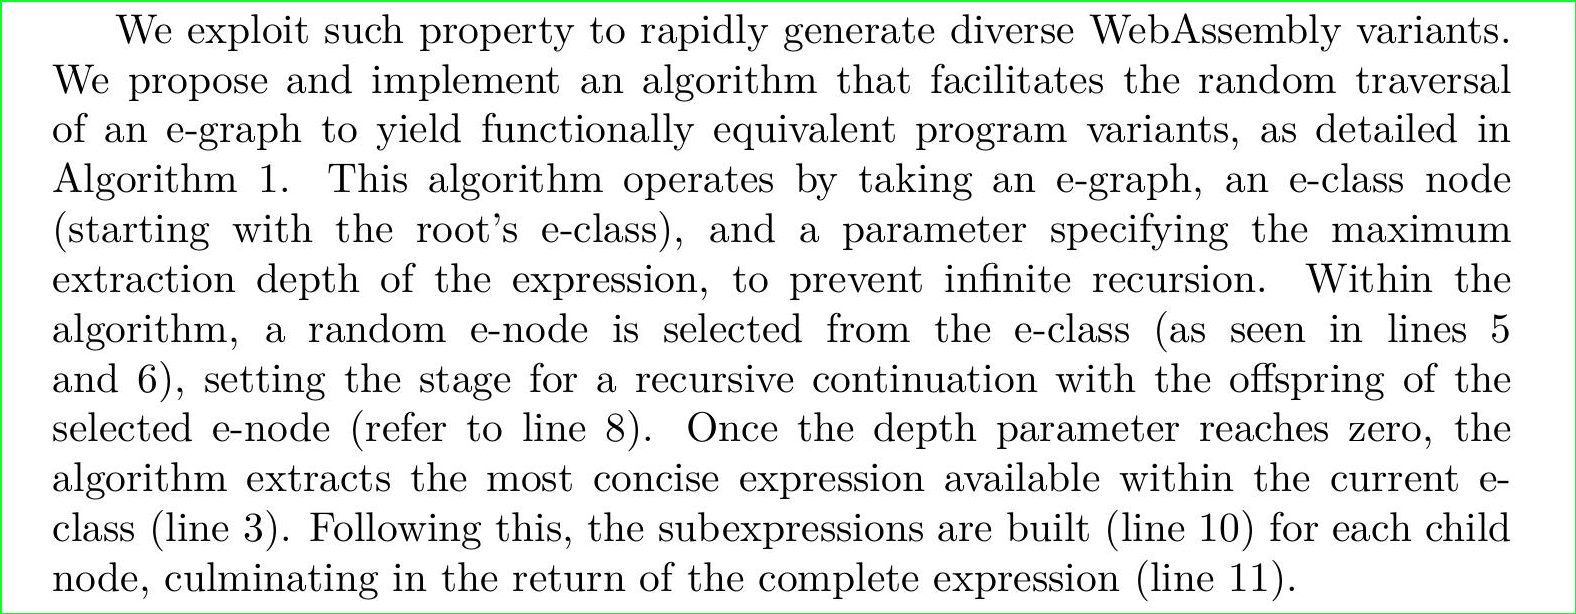 We exploit such property to rapidly generate diverse WebAssembly variants.
We propose and implement an algorithm that facilitates the random traversal
of an e-graph to yield functionally equivalent program variants, as detailed in
Algorithm 1. This algorithm operates by taking an e-graph, an e-class node
(starting with the root's e-class), and a parameter specifying the maximum
extraction depth of the expression, to prevent infinite recursion. Within the
algorithm, a random e-node is selected from the e-class (as seen in lines 5
and 6), setting the stage for a recursive continuation with the offspring of the
selected e-node (refer to line 8). Once the depth parameter reaches zero, the
algorithm extracts the most concise expression available within the current e-
class (line 3). Following this, the subexpressions are built (line 10) for each child
node, culminating in the return of the complete expression (line 11).